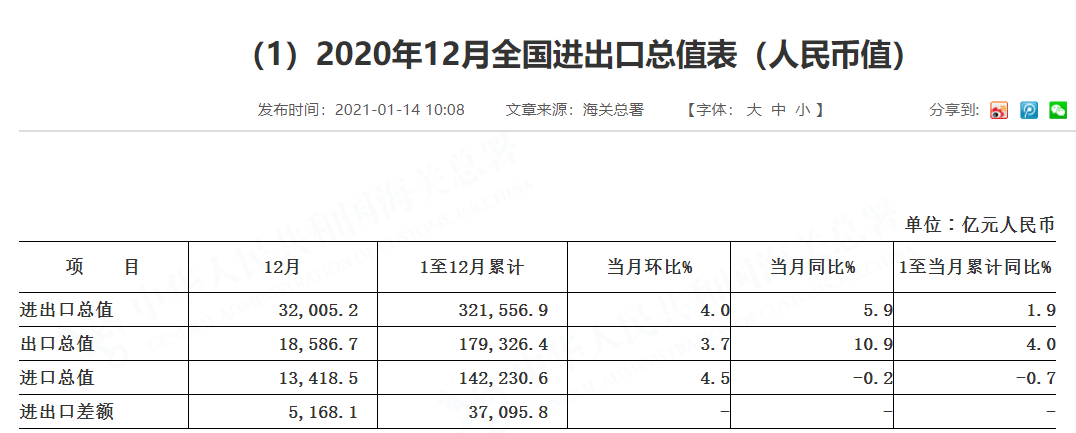 （1）2020年12月全国进出口总值表（人民币值）
发布时间：2021-01-14 10:08 文章来源：海关总署 【字体： 大 中 小 】 分享到:
单位：亿元人民币
项 目 12月 1至12月累计 当月环比% 当月同比% 1至当月累计同比%
进出口总值 32,005.2 321,556.9 4.0 5.9 1.9
出口总值 18,586.7 179,326.4 3.7 10.9 4.0
进口总值 13,418.5 142,230.6 4.5 -0.2 -0.7
进出口差额 5,168.1 37,095.8 - - -